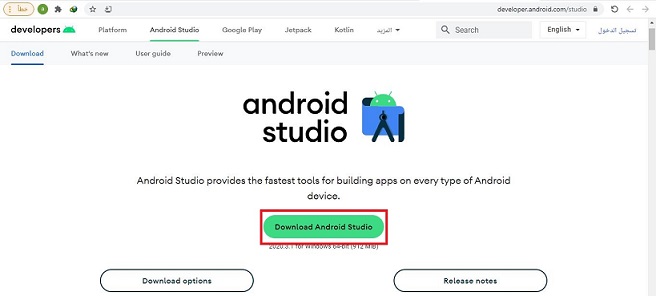 خطأ
a
developer.android.com/studio
developers
Platform
Android Studio
Google Play
Jetpack
Kotlin
المزيد
Search
English
تسجيل الدخول
Download
What's new
User guide
Preview
android
studio
Android Studio provides the fastest tools for building apps on every type of Android
device.
Download Android Studio
2020.3.1 for Windows 64-bit (912 MiB)
Download options
Release notes